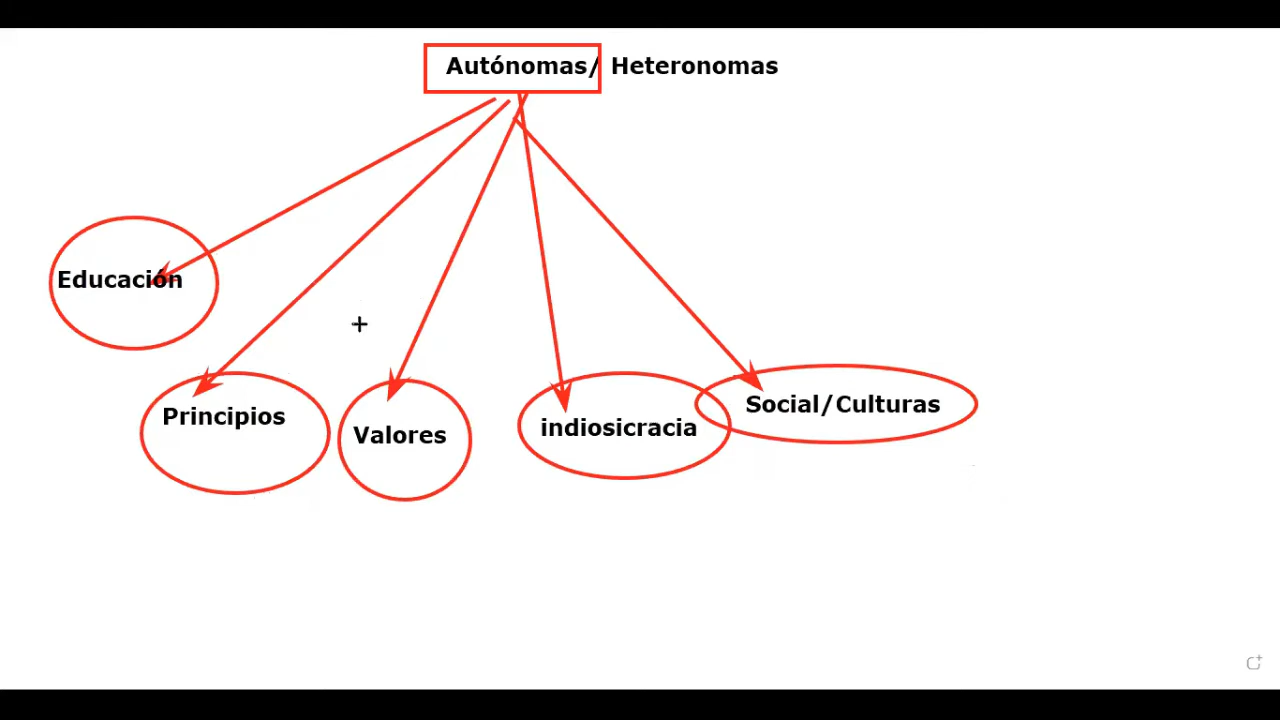 Autónomas/ Heteronomas
Educación
Principios
Valores
indiosicracia
Social/Culturas